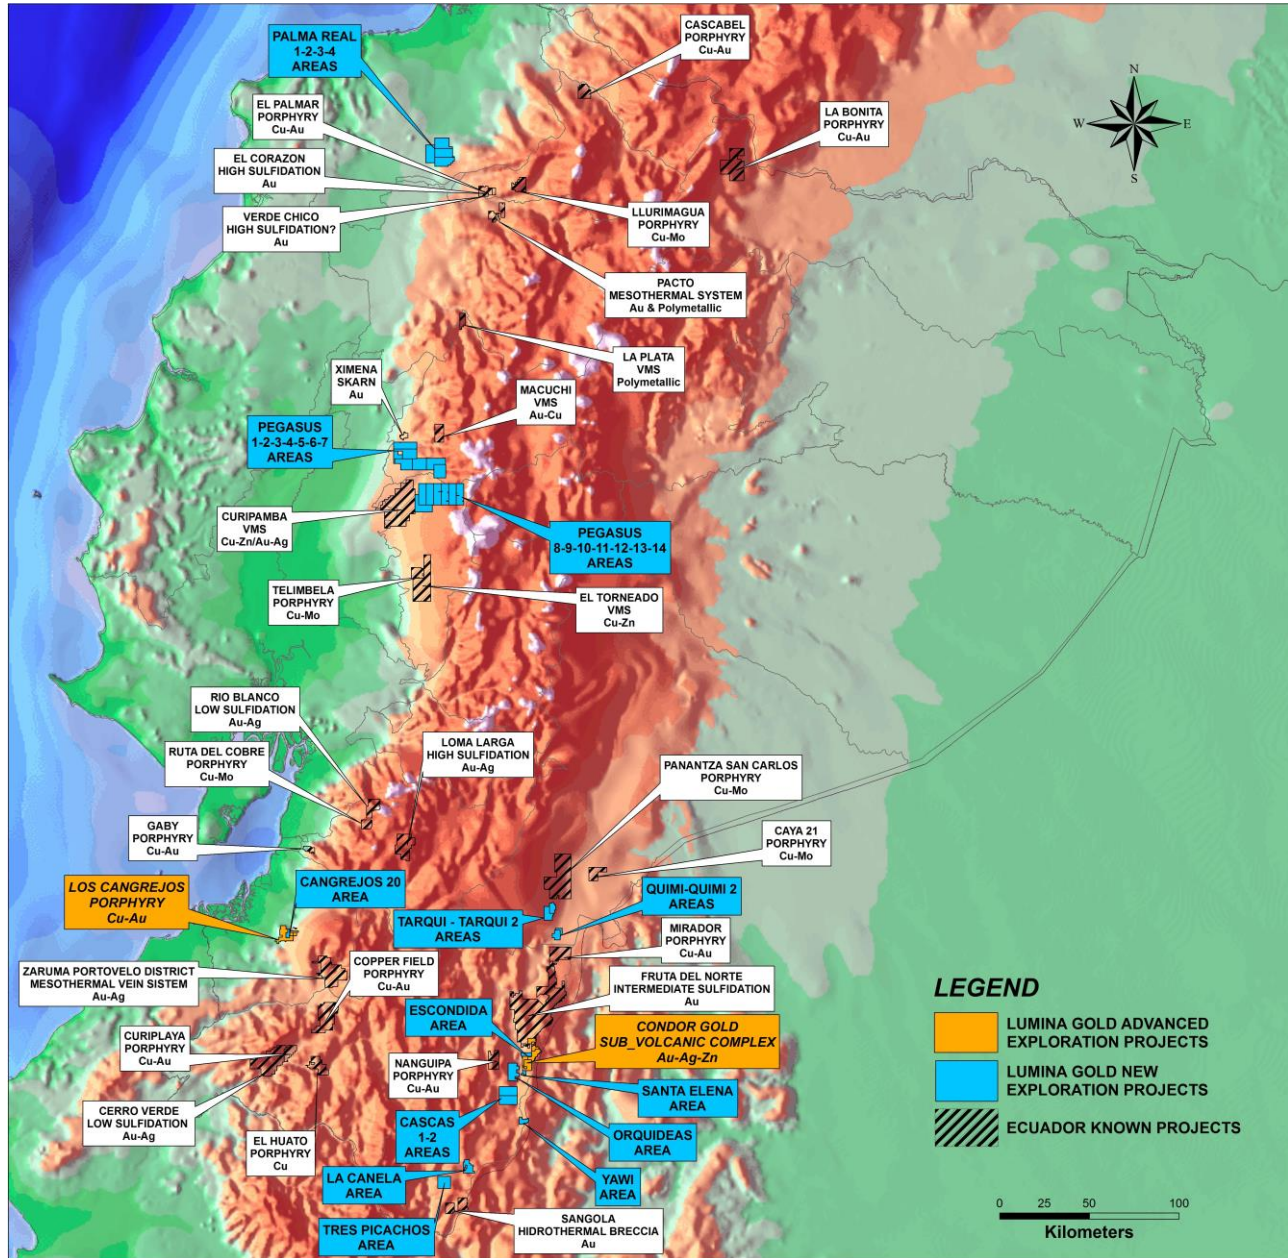 CASCABEL
PORPHYRY
Cu-Au
PALMA REAL
1-2-3-4
AREAS
EL PALMAR
PORPHYRY
Cu-Au
LA BONITA
PORPHYRY
Cu-Au
N
W
E
S
EL CORAZON
HIGH SULFIDATION
Au
VERDE CHICO
HIGH SULFIDATION?
Au
LLURIMAGUA
PORPHYRY
Cu-Mo
PACTO
MESOTHERMAL SYSTEM
Au & Polymetallic
LA PLATA
VMS
Polymetallic
XIMENA
SKARN
Au
MACUCHI
VMS
Au-Cu
PEGASUS
1-2-3-4-5-6-7
AREAS
CURIPAMBA
VMS
Cu-Zn/Au-Ag
PEGASUS
8-9-10-11-12-13-14
AREAS
TELIMBELA
PORPHYRY
Cu-Mo
EL TORNEADO
VMS
Cu-Zn
RIO BLANCO
LOW SULFIDATION
Au-Ag
RUTA DEL COBRE
PORPHYRY
Cu-Mo
LOMA LARGA
HIGH SULFIDATION
Au-Ag
PANANTZA SAN CARLOS
PORPHYRY
Cu-Mo
GABY
PORPHYRY
Cu-Au
CAYA 21
PORPHYRY
Cu-Mo
LOS CANGREJOS
PORPHYRY
Cu-Au
CANGREJOS 20
AREA
QUIMI-QUIMI 2
AREAS
TARQUI - TARQUI 2
AREAS
MIRADOR
PORPHYRY
Cu-Au
ZARUMA PORTOVELO DISTRICT
MESOTHERMAL VEIN SISTEM
Au-Ag
COPPER FIELD
PORPHYRY
Cu-Au
FRUTA DEL NORTE
INTERMEDIATE SULFIDATION
Au
ESCONDIDA
AREA
CURIPLAYA
PORPHYRY
Cu-Au
CONDOR GOLD
SUB_VOLCANIC COMPLEX
Au-Ag-Zn
NANGUIPA
PORPHYRY
Cu-Au
SANTA ELENA
AREA
CERRO VERDE
LOW SULFIDATION
Au-Ag
CASCAS
1-2
AREAS
ORQUIDEAS
AREA
EL HUATO
PORPHYRY
Cu
LA CANELA
AREA
YAWI
AREA
TRES PICACHOS
AREA
SANGOLA
HIDROTHERMAL BRECCIA
Au
LEGEND
LUMINA GOLD ADVANCED
EXPLORATION PROJECTS
LUMINA GOLD NEW
EXPLORATION PROJECTS
ECUADOR KNOWN PROJECTS
0 25 50 100
Kilometers